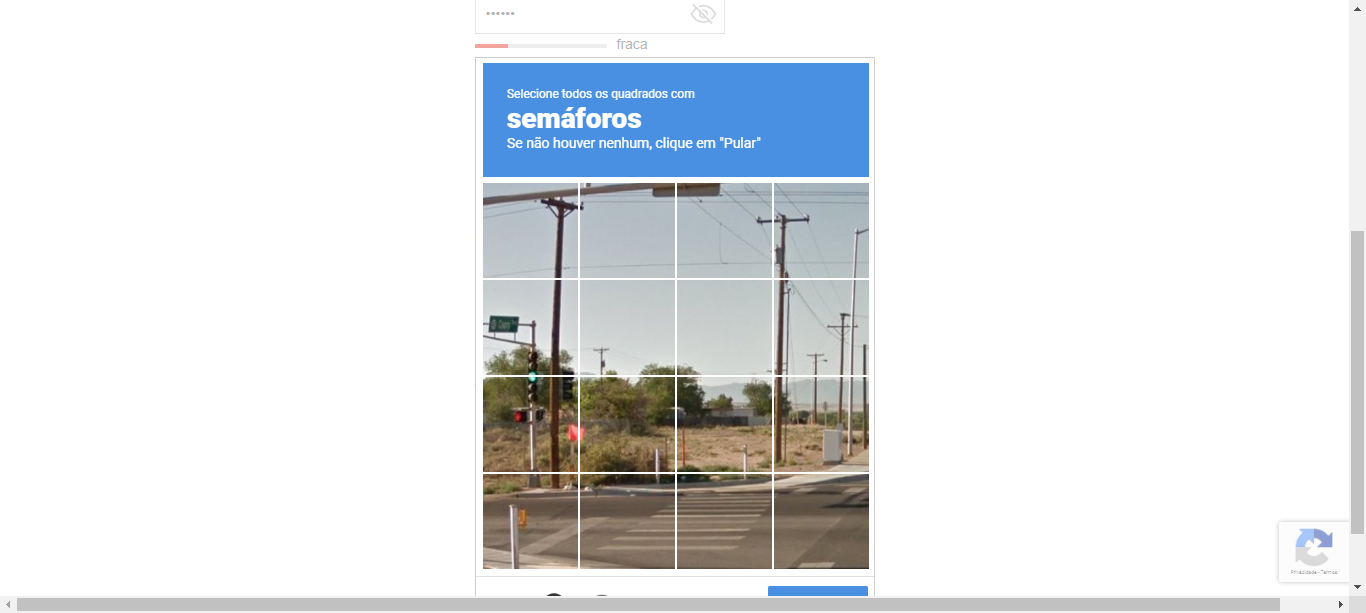 ••••••
fraca
Selecione todos os quadrados com
semáforos
Se não houver nenhum, clique em "Pular"
Privacidade - Termos